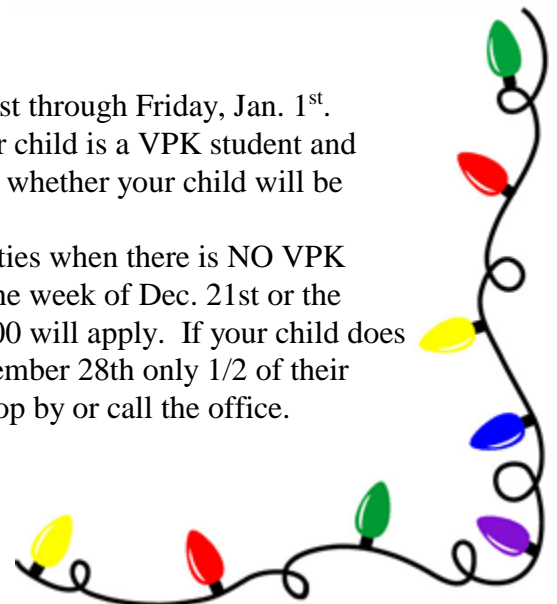 st through Friday, Jan. 1st.
r child is a VPK student and
whether your child will be
ties when there is NO VPK
ne week of Dec. 21st or the
00 will apply.  If your child does
ember 28th only 1/2 of their
op by or call the office.